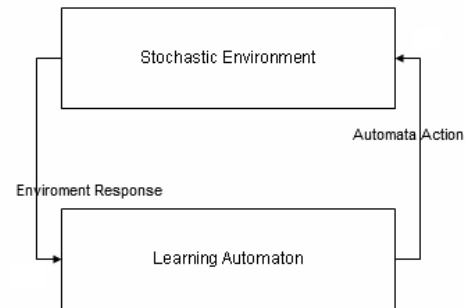 Stochastic Environment
Automata Action
Enviroment Response
Learning Automaton